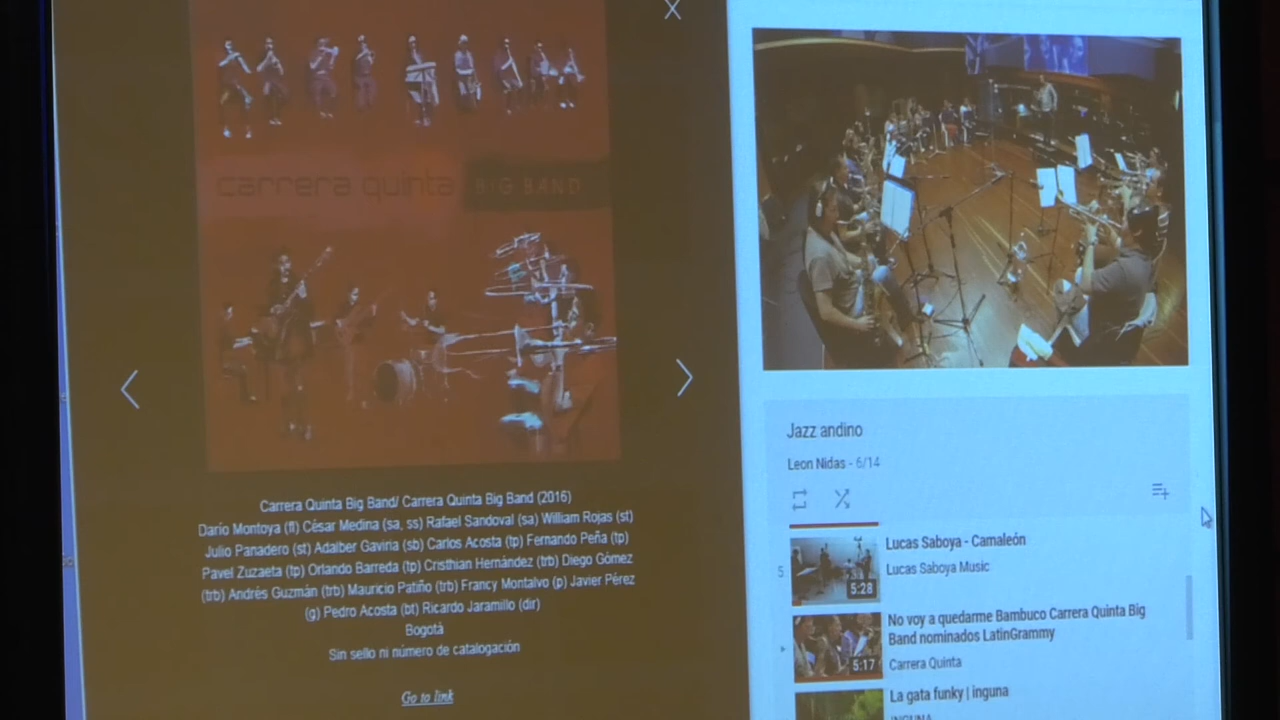 carrera quinta BIG BAND
Carrera Quinta Big Band/ Carrera Quinta Big Band (2016)
Darío Montoya (fl) César Medina (sa, ss) Rafael Sandoval (sa) William Rojas (st)
Julio Panadero (st) Adalber Gaviria (sb) Carlos Acosta (tp) Fernando Peña (tp)
Pavel Zuzaeta (tp) Orlando Barreda (tp) Cristhian Hernández (trb) Diego Gómez
(trb) Andrés Guzmán (trb) Mauricio Patiño (trb) Francy Montalvo (p) Javier Pérez
(g) Pedro Acosta (bt) Ricardo Jaramillo (dir)
Bogotá
Sin sello ni número de catalogación
Go to link
Jazz andino
Leon Nidas - 6/14
5
Lucas Saboya - Camaleón
Lucas Saboya Music
5:28
No voy a quedarme Bambuco Carrera Quinta Big
Band nominados LatinGrammy
Carrera Quinta
5:17
La gata funky | inguna
INGUNA